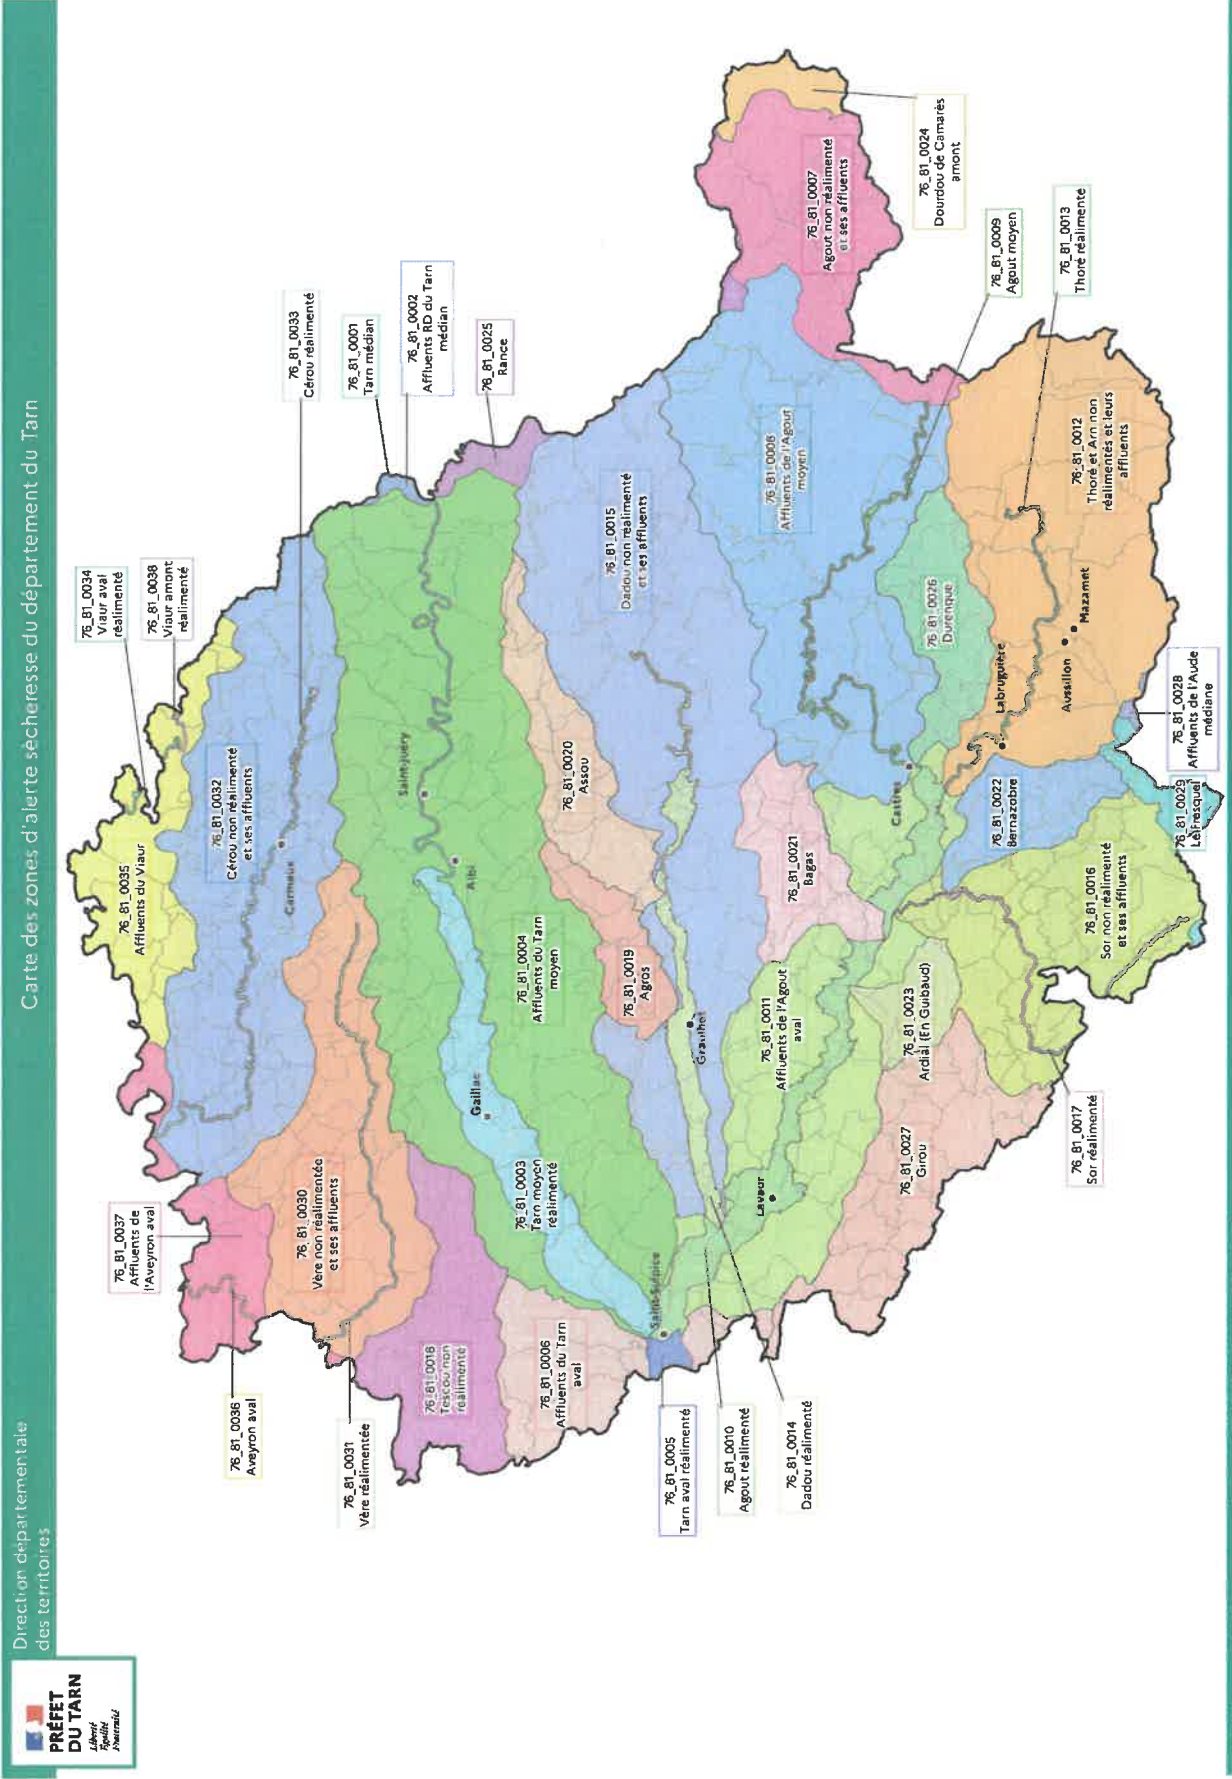 PRÉFET
DU TARN
Liberté
Égalité
Fraternité
Direction départementale
des territoires
Carte des zones d'alerte sècheresse du département du Tarn
76_81_0034
Viaur aval
réalimenté
76_81_0038
Viaur amont
réalimenté
76_81_0033
Cérou réalimenté
76_81_0001
Tarn médian
76_81_0002
Affluents RD du Tarn
médian
76_81_0025
Rance
76_81_0037
Affluents de
l'Aveyron aval
76_81_0035
Affluents du Viaur
76_81_0032
Cérou non réalimenté
et ses affluents
Carmaux
76_81_0036
Aveyron aval
76_81_0030
Vère non réalimentée
et ses affluents
76_81_0031
Vère réalimentée
Saint-Juéry
Albi
76_81_0018
Tescou non
réalimenté
Gaillac
76_81_0003
Tarn moyen
réalimenté
76_81_0004
Affluents du Tarn
moyen
76_81_0020
Assou
76_81_0015
Dadou non réalimenté
et ses affluents
76_81_0006
Affluents du Tarn
aval
76_81_0019
Agros
Saint-Sulpice
Graulhet
76_81_0005
Tarn aval réalimenté
76_81_0010
Agout réalimenté
76_81_0014
Dadou réalimenté
Lavaur
76_81_0011
Affluents de l'Agout
aval
76_81_0021
Bagas
76_81_0008
Affluents de l'Agout
moyen
76_81_0007
Agout non réalimenté
et ses affluents
76_81_0024
Dourdou de Camarès
amont
76_81_0009
Agout moyen
76_81_0013
Thoré réalimenté
Castres
76_81_0026
Durenque
76_81_0027
Girou
76_81_0023
Ardial (En Guibaud)
76_81_0022
Bernazobre
Labruguière
Aussillon
Mazamet
76_81_0012
Thoré et Arn non
réalimentés et leurs
affluents
76_81_0017
Sor réalimenté
76_81_0016
Sor non réalimenté
et ses affluents
76_81_0029
Le Fresquel
76_81_0028
Affluents de l'Aude
médiane